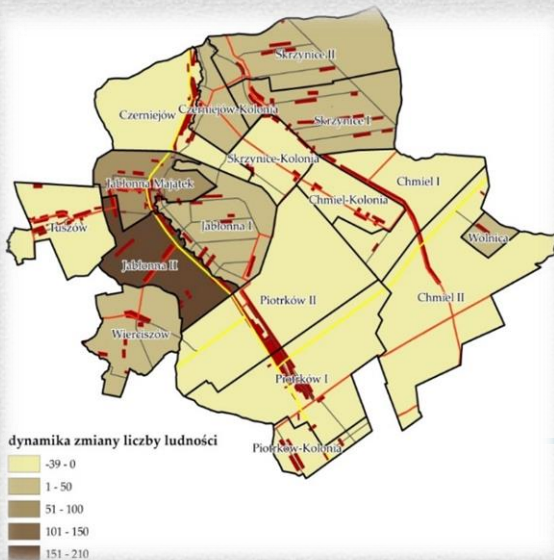 Skrzynice II
Czerniejów
Czerniejów-Kolonia
Skrzynice I
Skrzynice-Kolonia
Jabłonna Majątek
Chmiel I
Chmiel-Kolonia
Tuszów
Jabłonna I
Wolnica
Jabłonna II
Piotrków II
Chmiel II
Wierciszów
Piotrków I
Piotrków-Kolonia
dynamika zmiany liczby ludności
-39 - 0
1 - 50
51 - 100
101 - 150
151 - 210